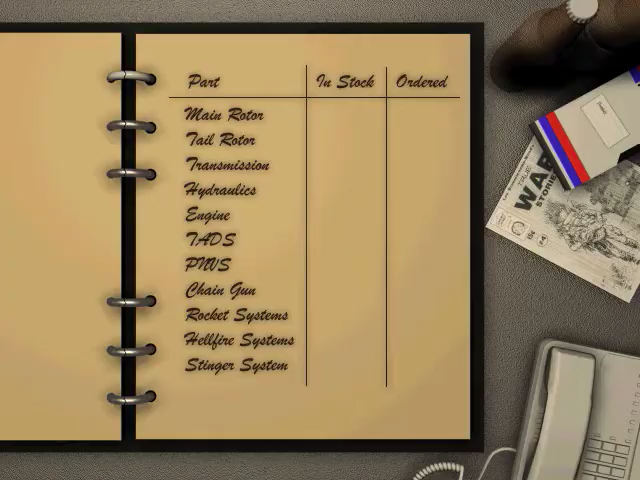 Part In Stock Ordered
Main Rotor
Tail Rotor
Transmission
Hydraulics
Engine
TADS
PNVS
Chain Gun
Rocket Systems
Hellfire Systems
Stinger System
TRUE
WAR
STORIES